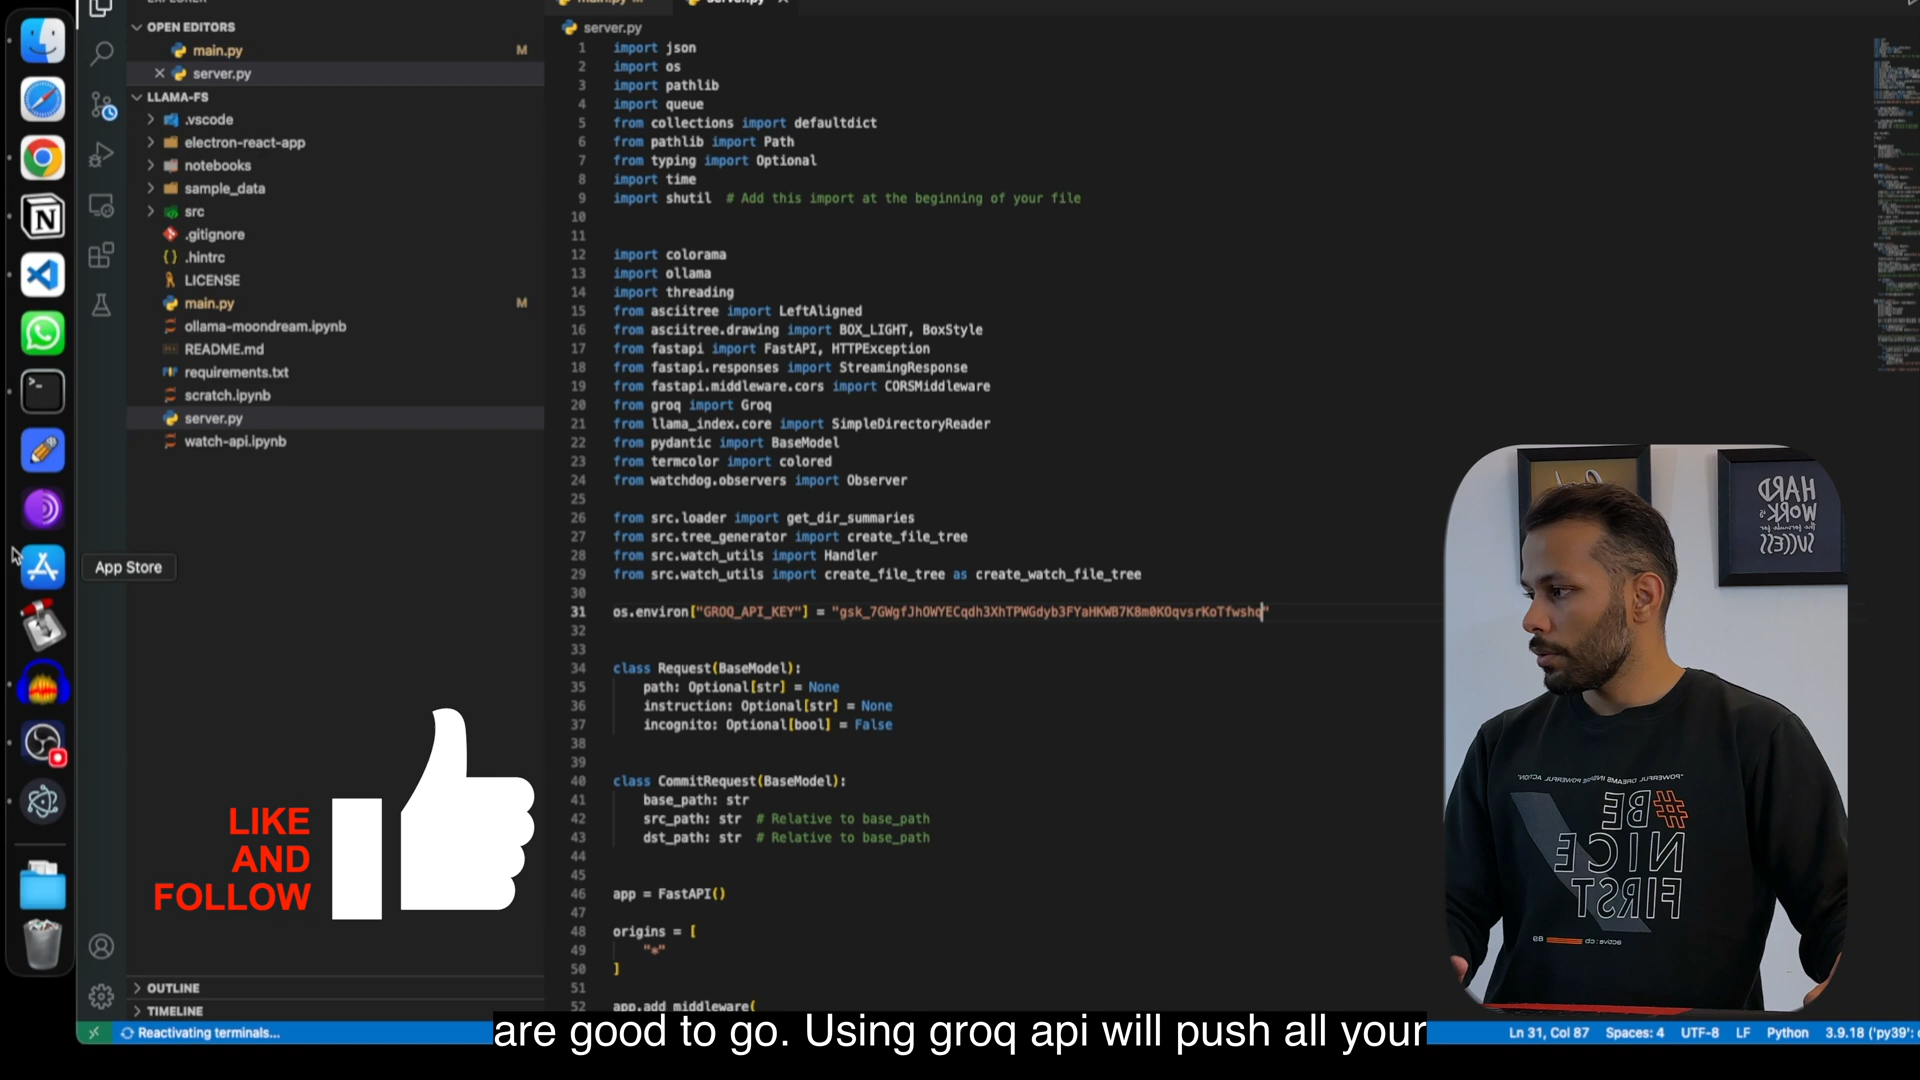 OPEN EDITORS
main.py
M
server.py
LLAMA-FS
.vscode
electron-react-app
notebooks
sample_data
src
.gitignore
.hintrc
LICENSE
main.py
M
ollama-moondream.ipynb
README.md
requirements.txt
scratch.ipynb
server.py
watch-api.ipynb
OUTLINE
TIMELINE
Reactivating terminals...
App Store
LIKE
AND
FOLLOW
server.py
1 import json
2 import os
3 import pathlib
4 import queue
5 from collections import defaultdict
6 from pathlib import Path
7 from typing import Optional
8 import time
9 import shutil # Add this import at the beginning of your file
10
11
12 import colorama
13 import ollama
14 import threading
15 from asciitree import LeftAligned
16 from asciitree.drawing import BOX_LIGHT, BoxStyle
17 from fastapi import FastAPI, HTTPException
18 from fastapi.responses import StreamingResponse
19 from fastapi.middleware.cors import CORSMiddleware
20 from groq import Groq
21 from llama_index.core import SimpleDirectoryReader
22 from pydantic import BaseModel
23 from termcolor import colored
24 from watchdog.observers import Observer
25
26 from src.loader import get_dir_summaries
27 from src.tree_generator import create_file_tree
28 from src.watch_utils import Handler
29 from src.watch_utils import create_file_tree as create_watch_file_tree
30
31 os.environ["GROQ_API_KEY"] = "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"
32
33
34 class Request(BaseModel):
35 path: Optional[str] = None
36 instruction: Optional[str] = None
37 incognito: Optional[bool] = False
38
39
40 class CommitRequest(BaseModel):
41 base_path: str
42 src_path: str # Relative to base_path
43 dst_path: str # Relative to base_path
44
45
46 app = FastAPI()
47
48 origins = [
49 "*"
50 ]
51
52 app.add_middleware(
HARD
WORK
is
the formula for
SUCCESS
"POWERFUL DREAMS INSPIRE POWERFUL ACTION"
#BE
NICE
FIRST
are good to go. Using groq api will push all your
Ln 31, Col 87
Spaces: 4
UTF-8
LF
Python
3.9.18 ('py39':